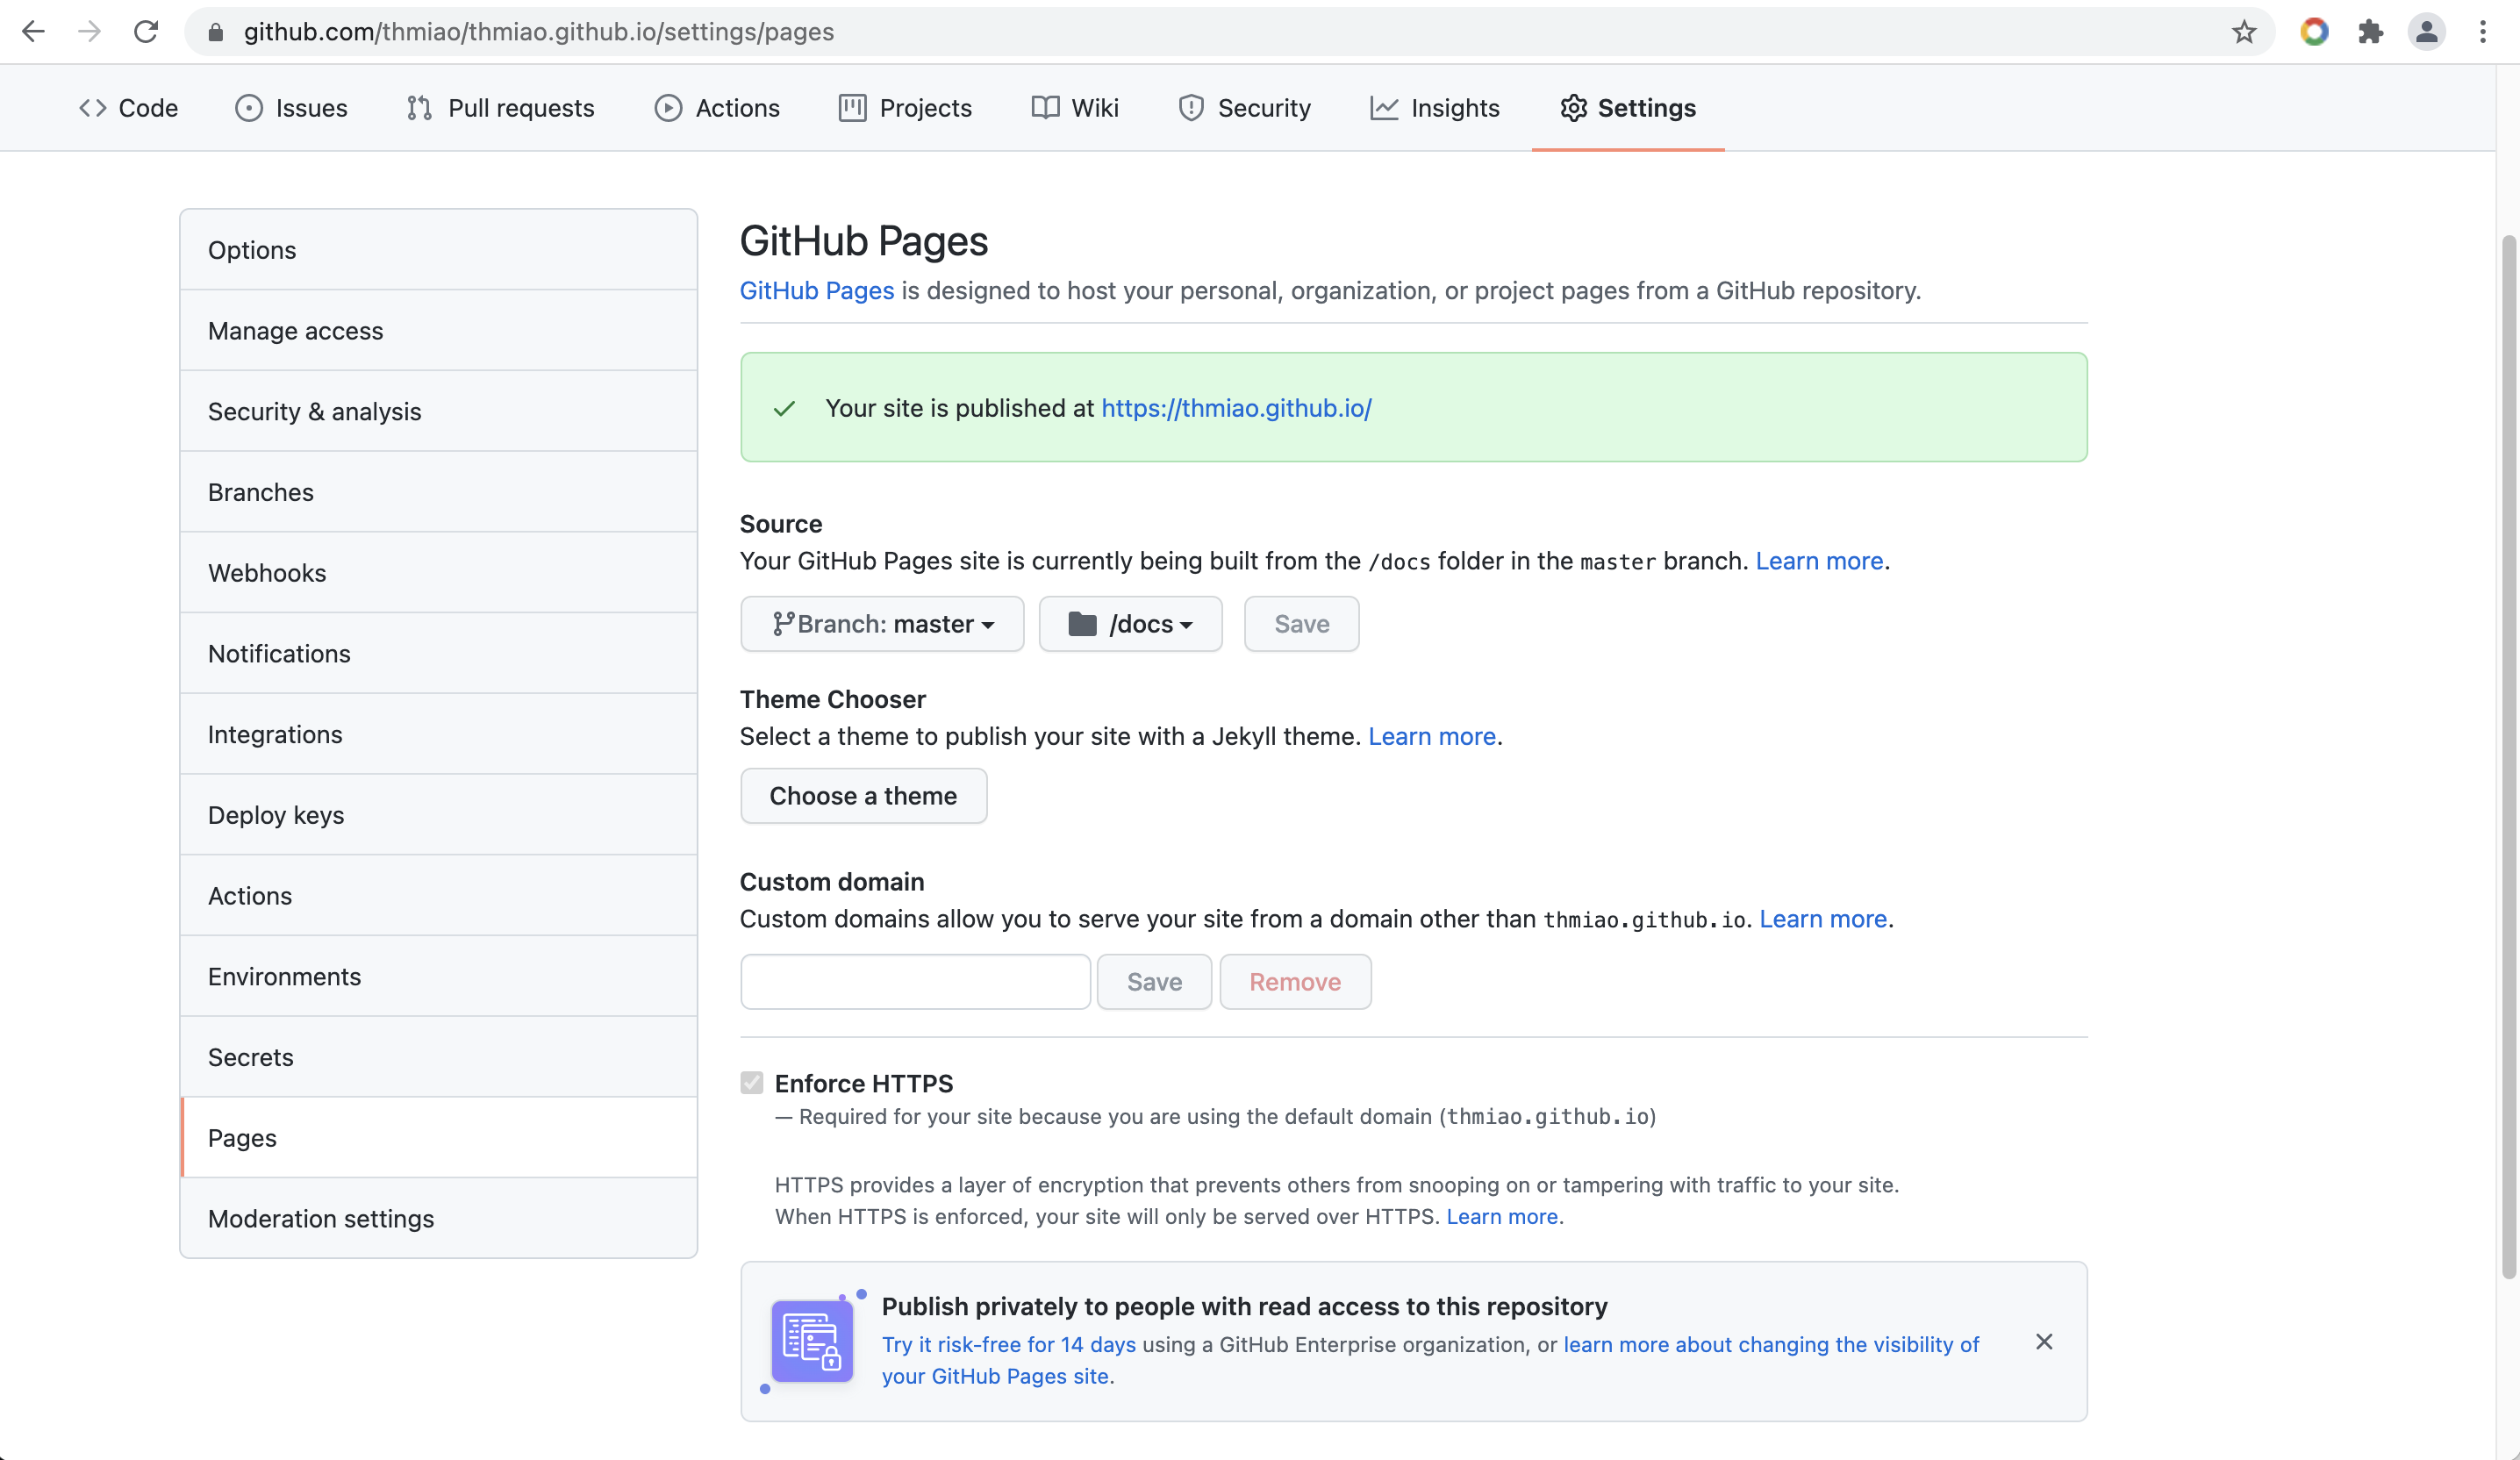 github.com/thmiao/thmiao.github.io/settings/pages
Code Issues Pull requests Actions Projects Wiki Security Insights Settings
Options
Manage access
Security & analysis
Branches
Webhooks
Notifications
Integrations
Deploy keys
Actions
Environments
Secrets
Pages
Moderation settings
GitHub Pages
GitHub Pages is designed to host your personal, organization, or project pages from a GitHub repository.
Your site is published at https://thmiao.github.io/
Source
Your GitHub Pages site is currently being built from the /docs folder in the master branch. Learn more.
Branch: master /docs Save
Theme Chooser
Select a theme to publish your site with a Jekyll theme. Learn more.
Choose a theme
Custom domain
Custom domains allow you to serve your site from a domain other than thmiao.github.io. Learn more.
Save Remove
Enforce HTTPS
— Required for your site because you are using the default domain (thmiao.github.io)
HTTPS provides a layer of encryption that prevents others from snooping on or tampering with traffic to your site.
When HTTPS is enforced, your site will only be served over HTTPS. Learn more.
Publish privately to people with read access to this repository
Try it risk-free for 14 days using a GitHub Enterprise organization, or learn more about changing the visibility of
your GitHub Pages site.